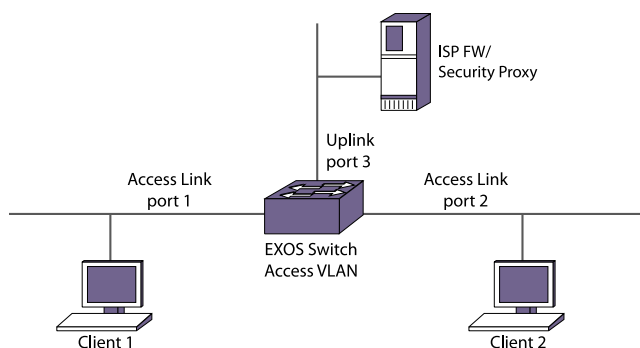 ISP FW/
Security Proxy
Uplink
port 3
Access Link
port 1
Access Link
port 2
EXOS Switch
Access VLAN
Client 1
Client 2